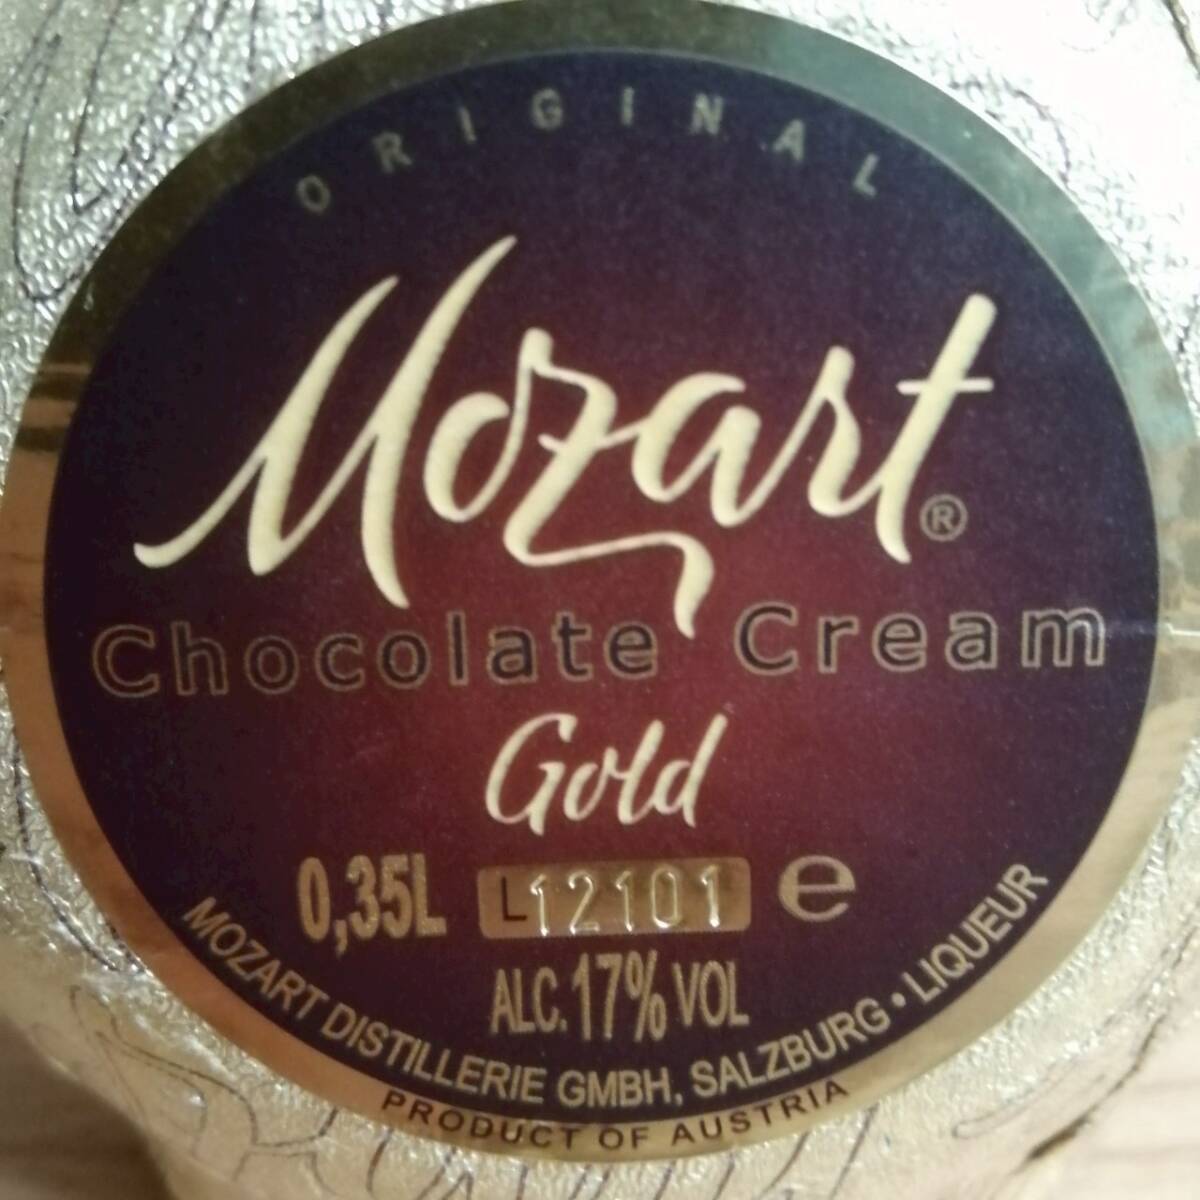 ORIGINAL
Mozart®
Chocolate Cream
Gold
0,35L L12101 e
ALC. 17% VOL
MOZART DISTILLERIE GMBH, SALZBURG • LIQUEUR
PRODUCT OF AUSTRIA